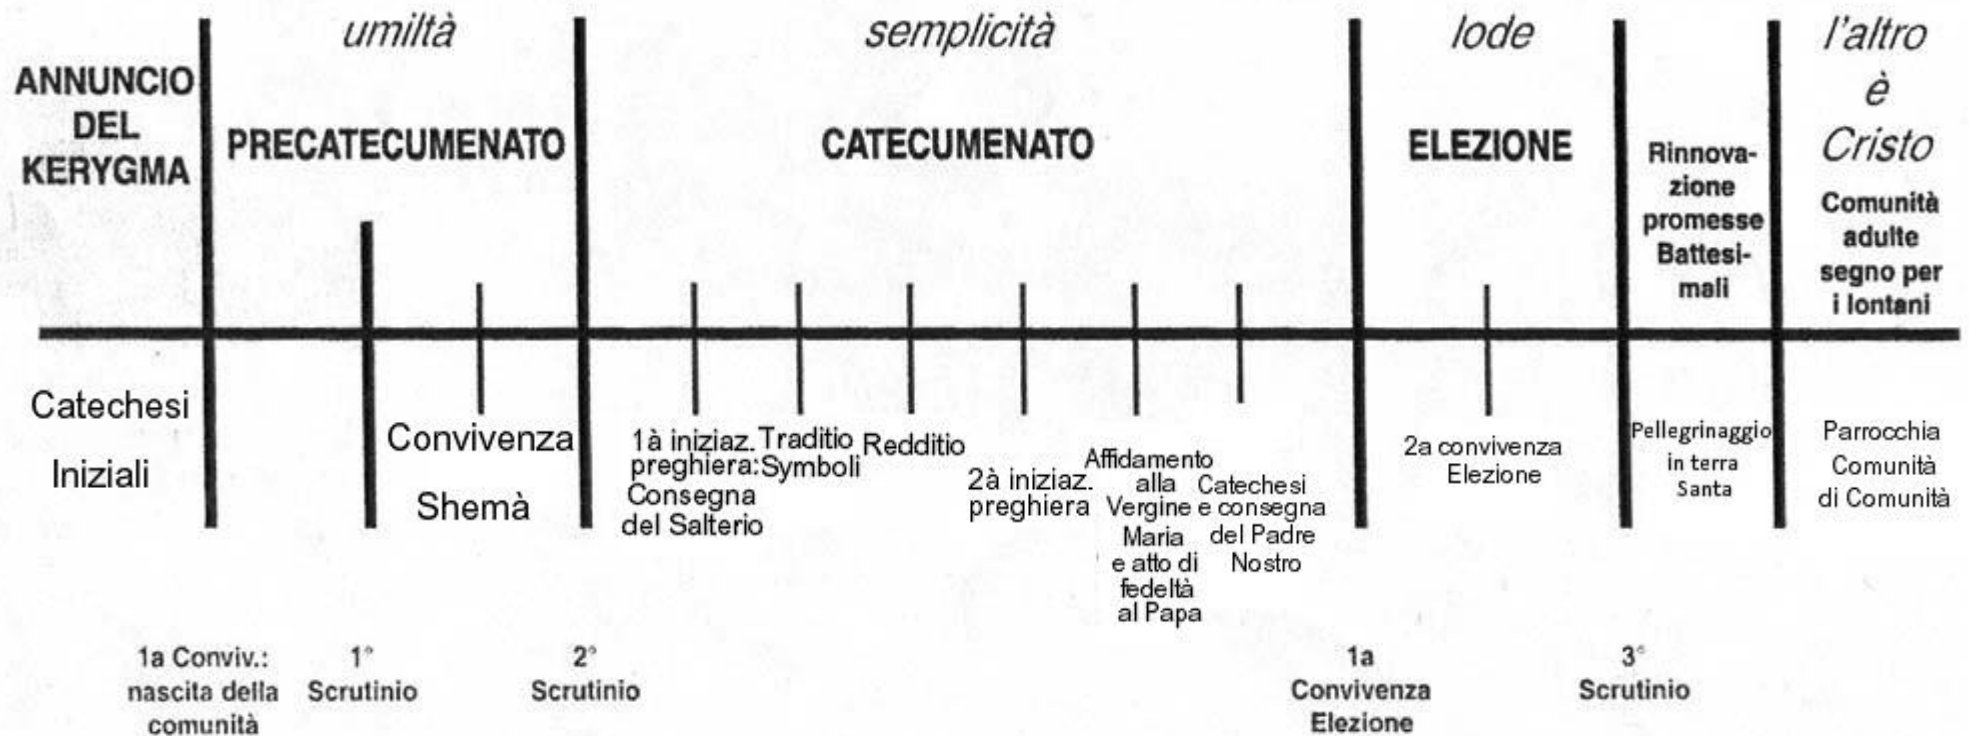 umiltà
semplicità
lode
l'altro
è
Cristo
ANNUNCIO
DEL
KERYGMA
PRECATECUMENATO
CATECUMENATO
ELEZIONE
Rinnova-
zione
promesse
Battesi-
mali
Comunità
adulte
segno per
i lontani
Catechesi
Iniziali
Convivenza
Shemà
1à iniziaz.
preghiera:
Consegna
del Salterio
Traditio
Symboli
Redditio
2à iniziaz.
preghiera
Affidamento
alla
Vergine
Maria
e atto di
fedeltà
al Papa
Catechesi
e consegna
del Padre
Nostro
2a convivenza
Elezione
Pellegrinaggio
in terra
Santa
Parrocchia
Comunità
di Comunità
1a Conviv.:
nascita della
comunità
1°
Scrutinio
2°
Scrutinio
1a
Convivenza
Elezione
3°
Scrutinio